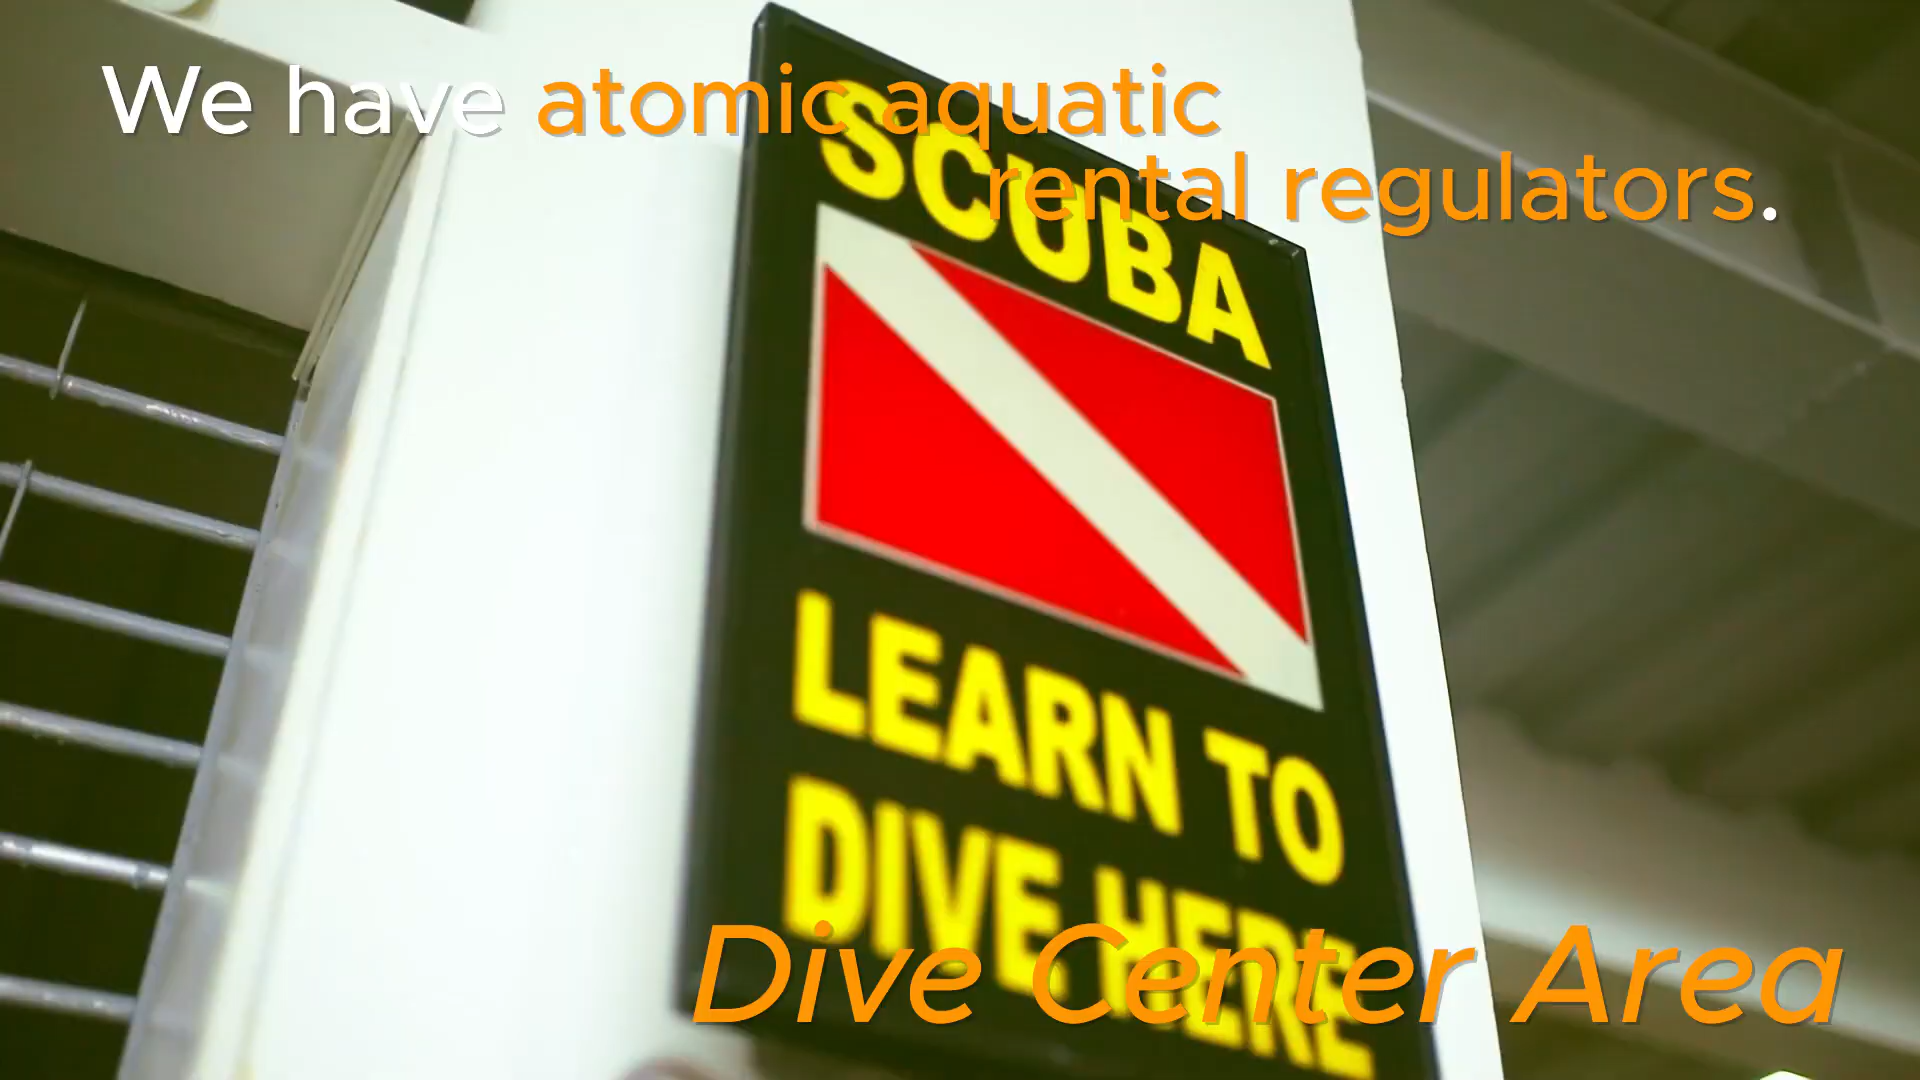 We have atomic aquatic
rental regulators.
SCUBA
LEARN TO
DIVE HERE
Dive Center Area